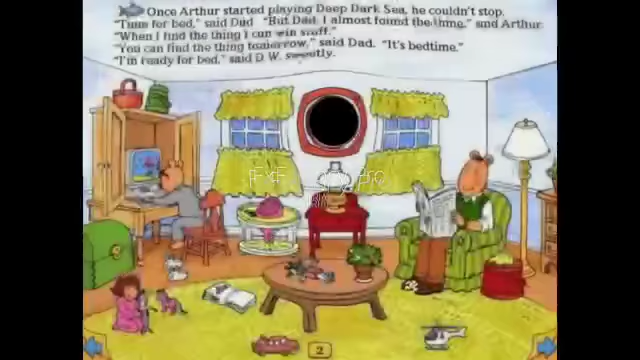 Once Arthur started playing Deep Dark Sea, he couldn't stop.
"Time for bed," said Dad. "But Dad, I almost found the thing," said Arthur.
"When I find the thing I can win stuff."
"You can find the thing tomorrow," said Dad. "It's bedtime."
"I'm ready for bed," said D.W. sweetly.
2